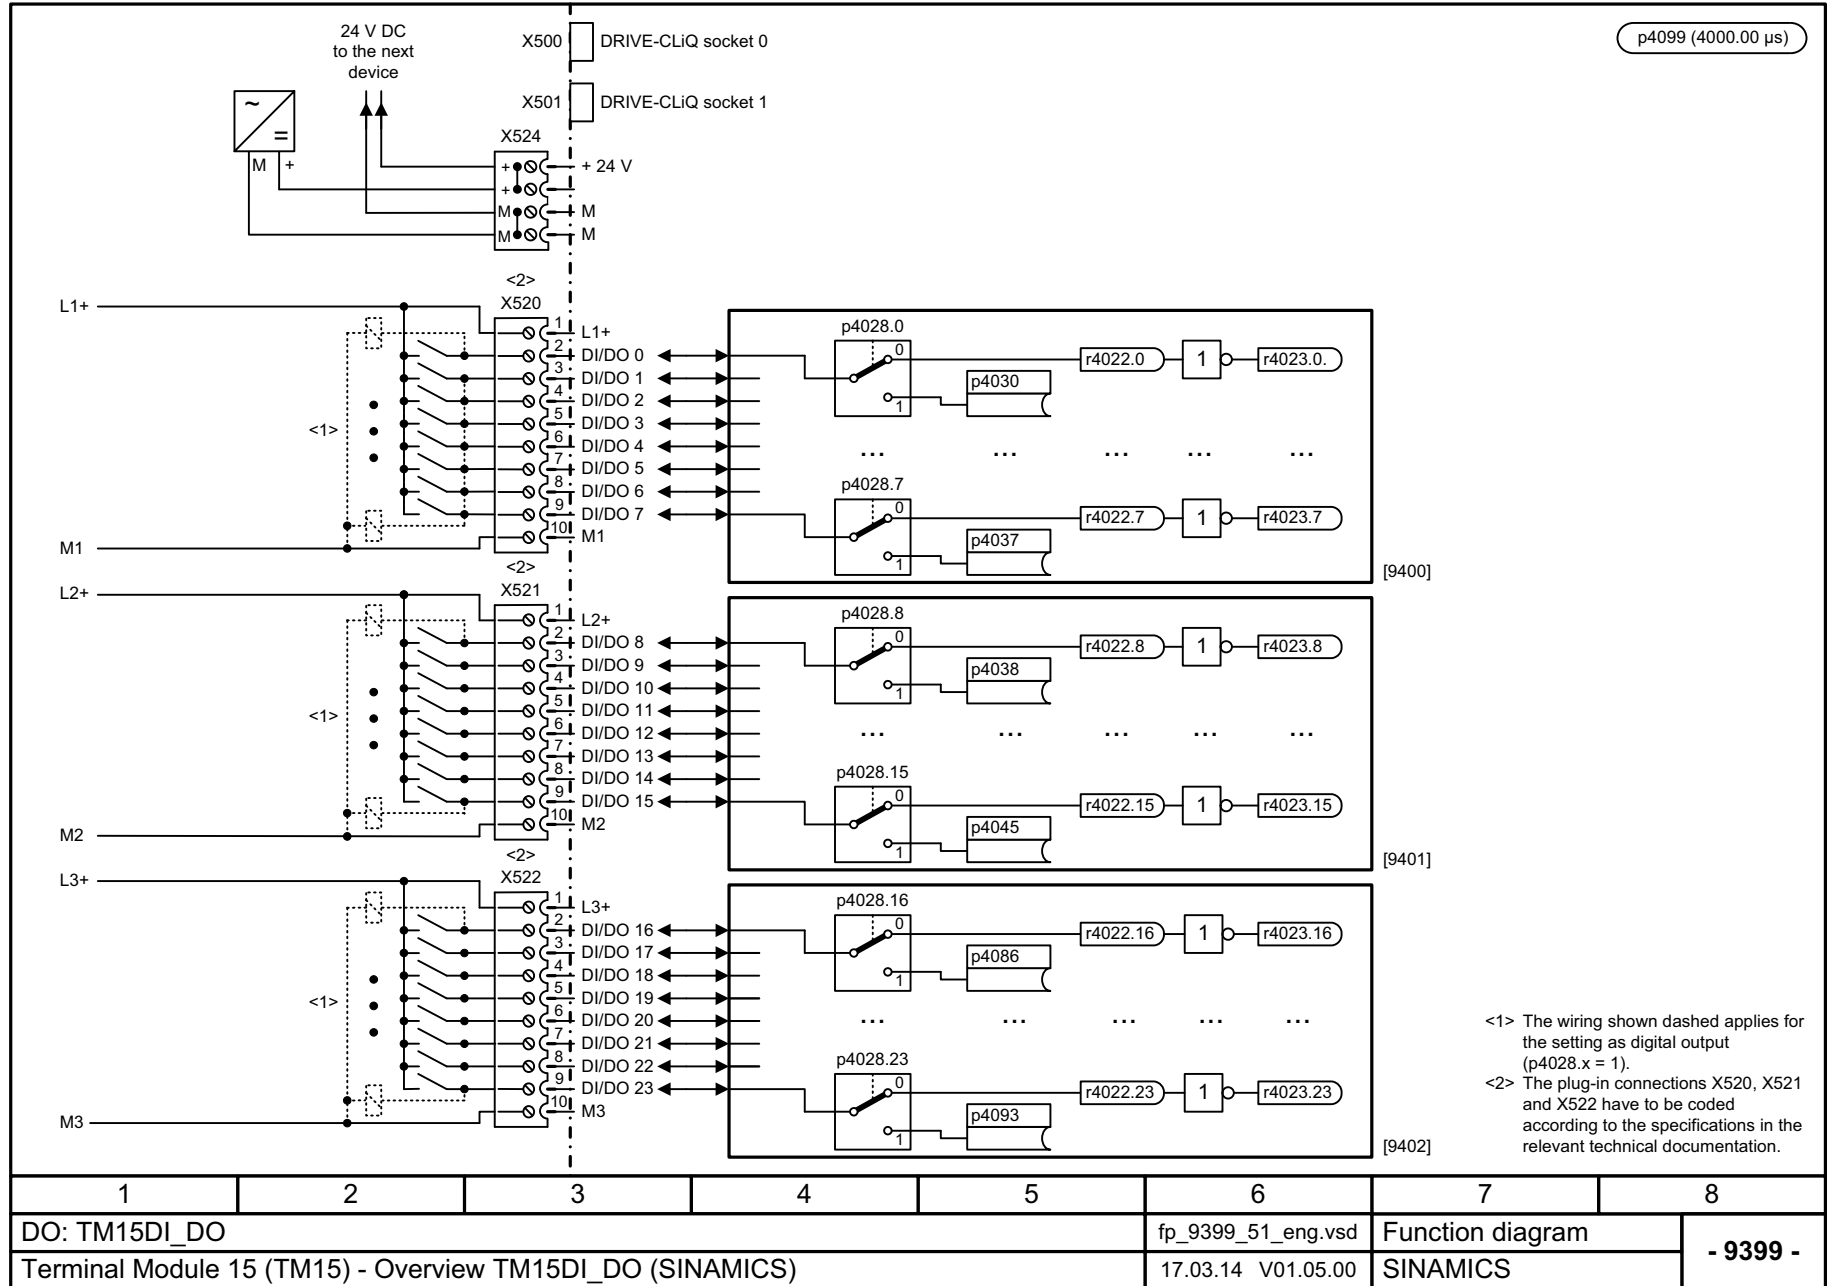 24 V DC
to the next
device
X500 DRIVE-CLiQ socket 0
p4099 (4000.00 µs)
X501 DRIVE-CLiQ socket 1
~
=
M +
X524
+ + 24 V
+
M M
M M
<2>
X520
L1+
1 L1+
2 DI/DO 0
3 DI/DO 1
4 DI/DO 2
5 DI/DO 3
6 DI/DO 4
7 DI/DO 5
8 DI/DO 6
9 DI/DO 7
10 M1
<1>
M1
p4028.0
0
1
r4022.0 1 r4023.0.
p4030
... ... ... ... ...
p4028.7
0
1
r4022.7 1 r4023.7
p4037
[9400]
<2>
X521
L2+
1 L2+
2 DI/DO 8
3 DI/DO 9
4 DI/DO 10
5 DI/DO 11
6 DI/DO 12
7 DI/DO 13
8 DI/DO 14
9 DI/DO 15
10 M2
<1>
M2
p4028.8
0
1
r4022.8 1 r4023.8
p4038
... ... ... ... ...
p4028.15
0
1
r4022.15 1 r4023.15
p4045
[9401]
<2>
X522
L3+
1 L3+
2 DI/DO 16
3 DI/DO 17
4 DI/DO 18
5 DI/DO 19
6 DI/DO 20
7 DI/DO 21
8 DI/DO 22
9 DI/DO 23
10 M3
<1>
M3
p4028.16
0
1
r4022.16 1 r4023.16
p4086
... ... ... ... ...
p4028.23
0
1
r4022.23 1 r4023.23
p4093
[9402]
<1> The wiring shown dashed applies for
the setting as digital output
(p4028.x = 1).
<2> The plug-in connections X520, X521
and X522 have to be coded
according to the specifications in the
relevant technical documentation.
1 2 3 4 5 6 7 8
DO: TM15DI_DO fp_9399_51_eng.vsd Function diagram
- 9399 -
Terminal Module 15 (TM15) - Overview TM15DI_DO (SINAMICS) 17.03.14 V01.05.00 SINAMICS